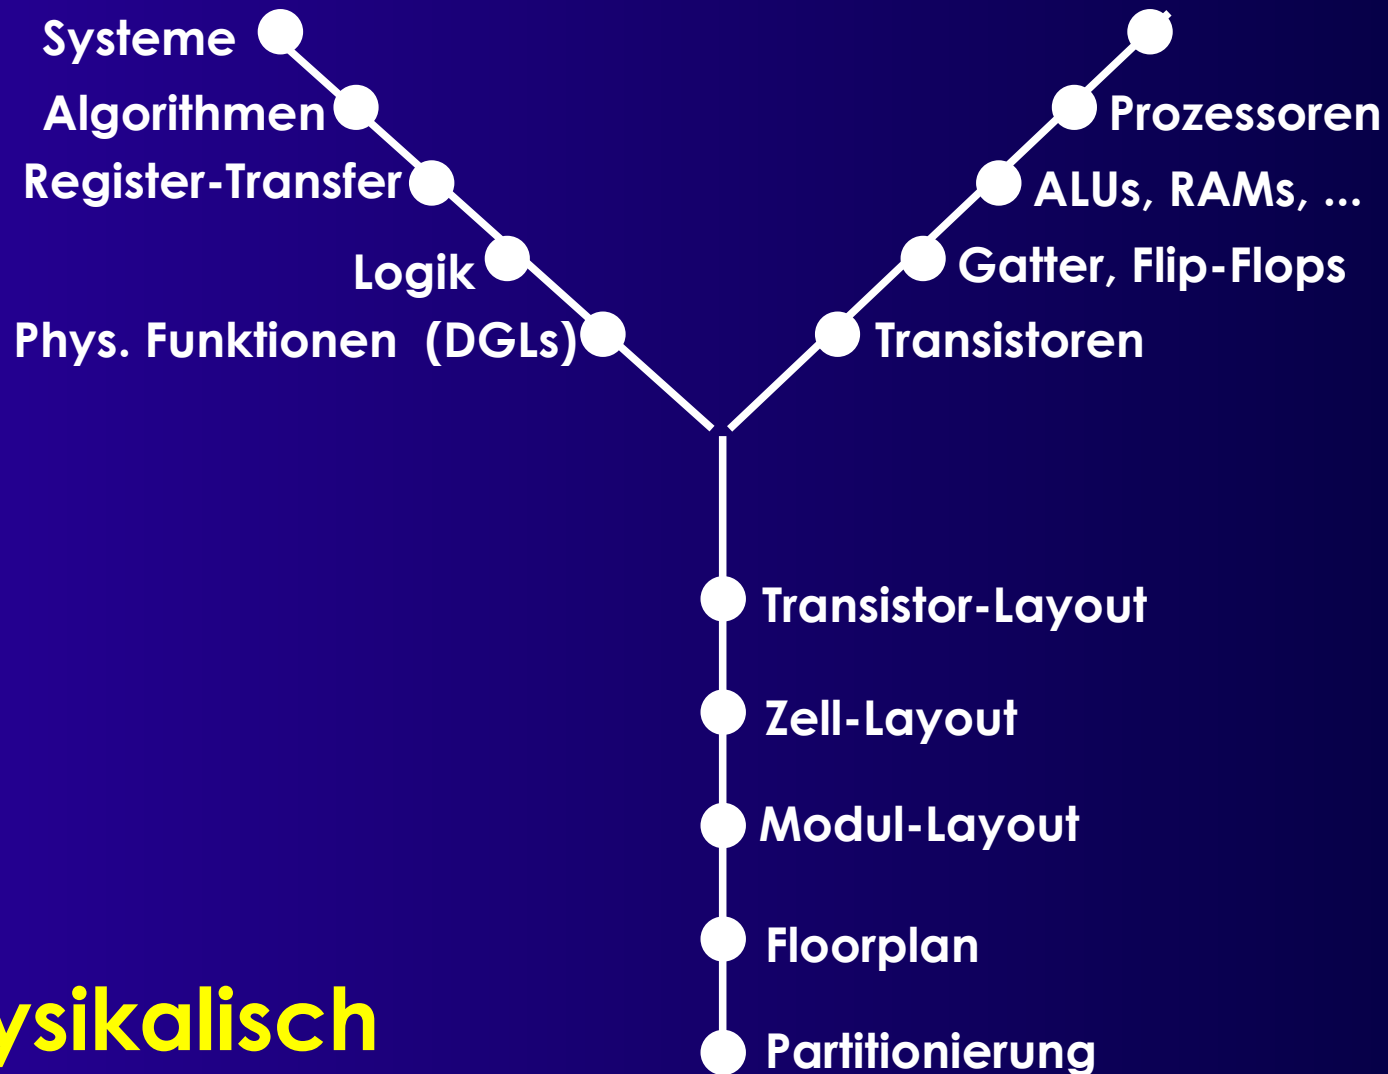 Systeme
Algorithmen
Prozessoren
Register-Transfer
ALUs, RAMs, ...
Logik
Gatter, Flip-Flops
Phys. Funktionen (DGLs)
Transistoren
Transistor-Layout
Zell-Layout
Modul-Layout
Floorplan
ysikalisch
Partitionierung